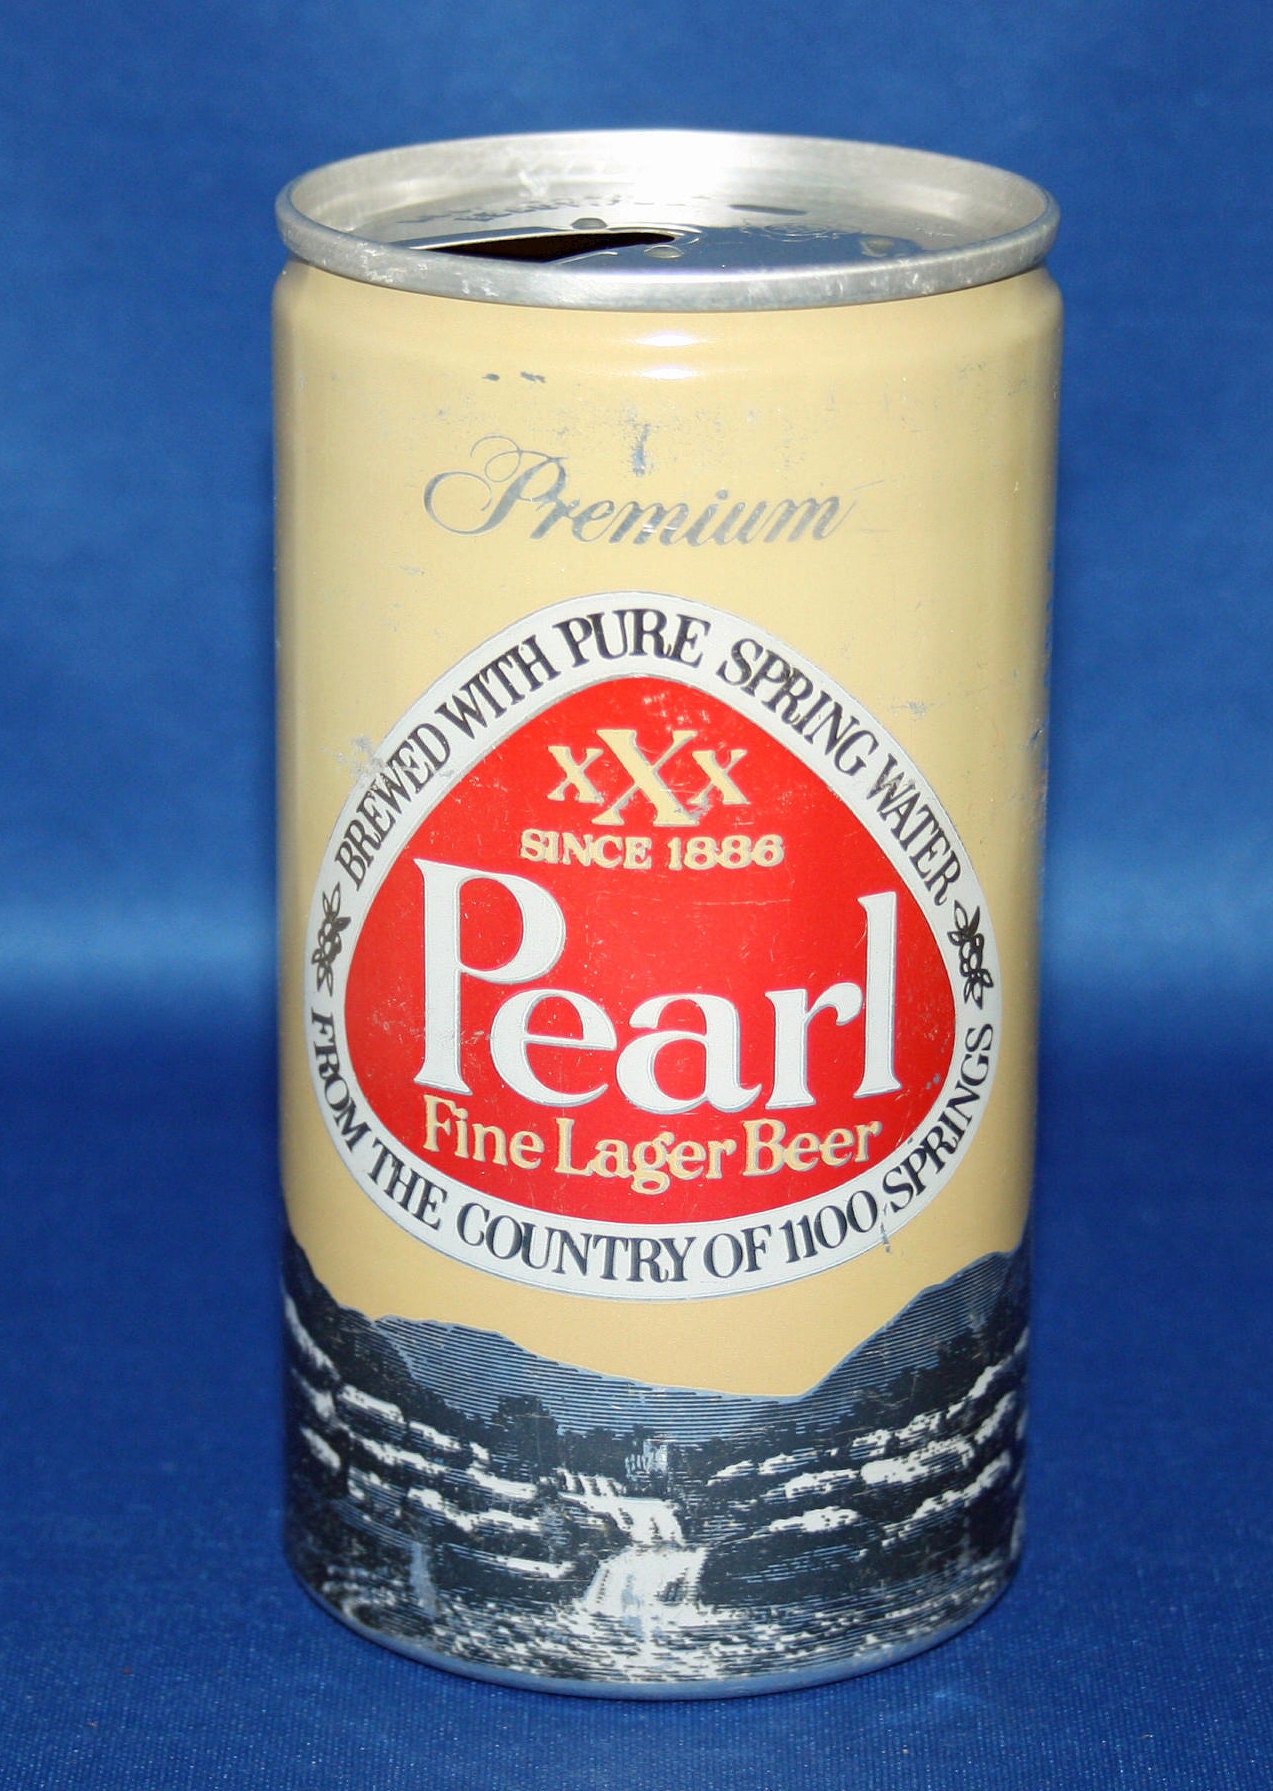 Premium
BREWED WITH PURE SPRING WATER
xXx
SINCE 1886
Pearl
Fine Lager Beer
FROM THE COUNTRY OF 1100 SPRINGS